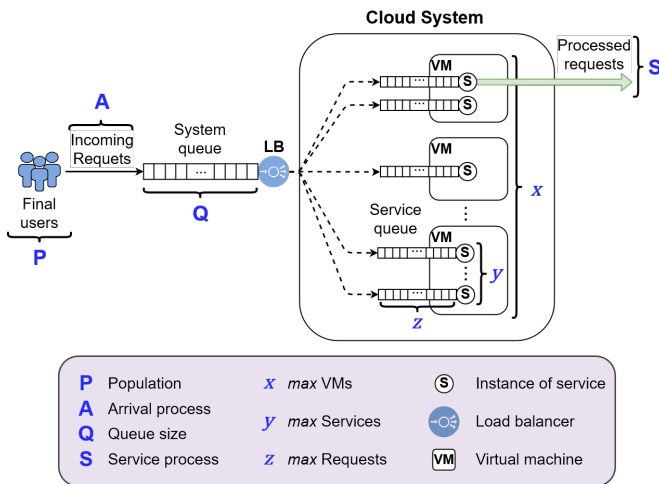 Cloud System
Processed
requests
S
VM
S
S
A
Incoming
Requets
System
queue
LB
...
...
...
VM
S
...
x
Final
users
P
Q
Service
queue
VM
S
...
y
S
...
z
P Population
A Arrival process
Q Queue size
S Service process
x max VMs
y max Services
z max Requests
S Instance of service
Load balancer
VM Virtual machine